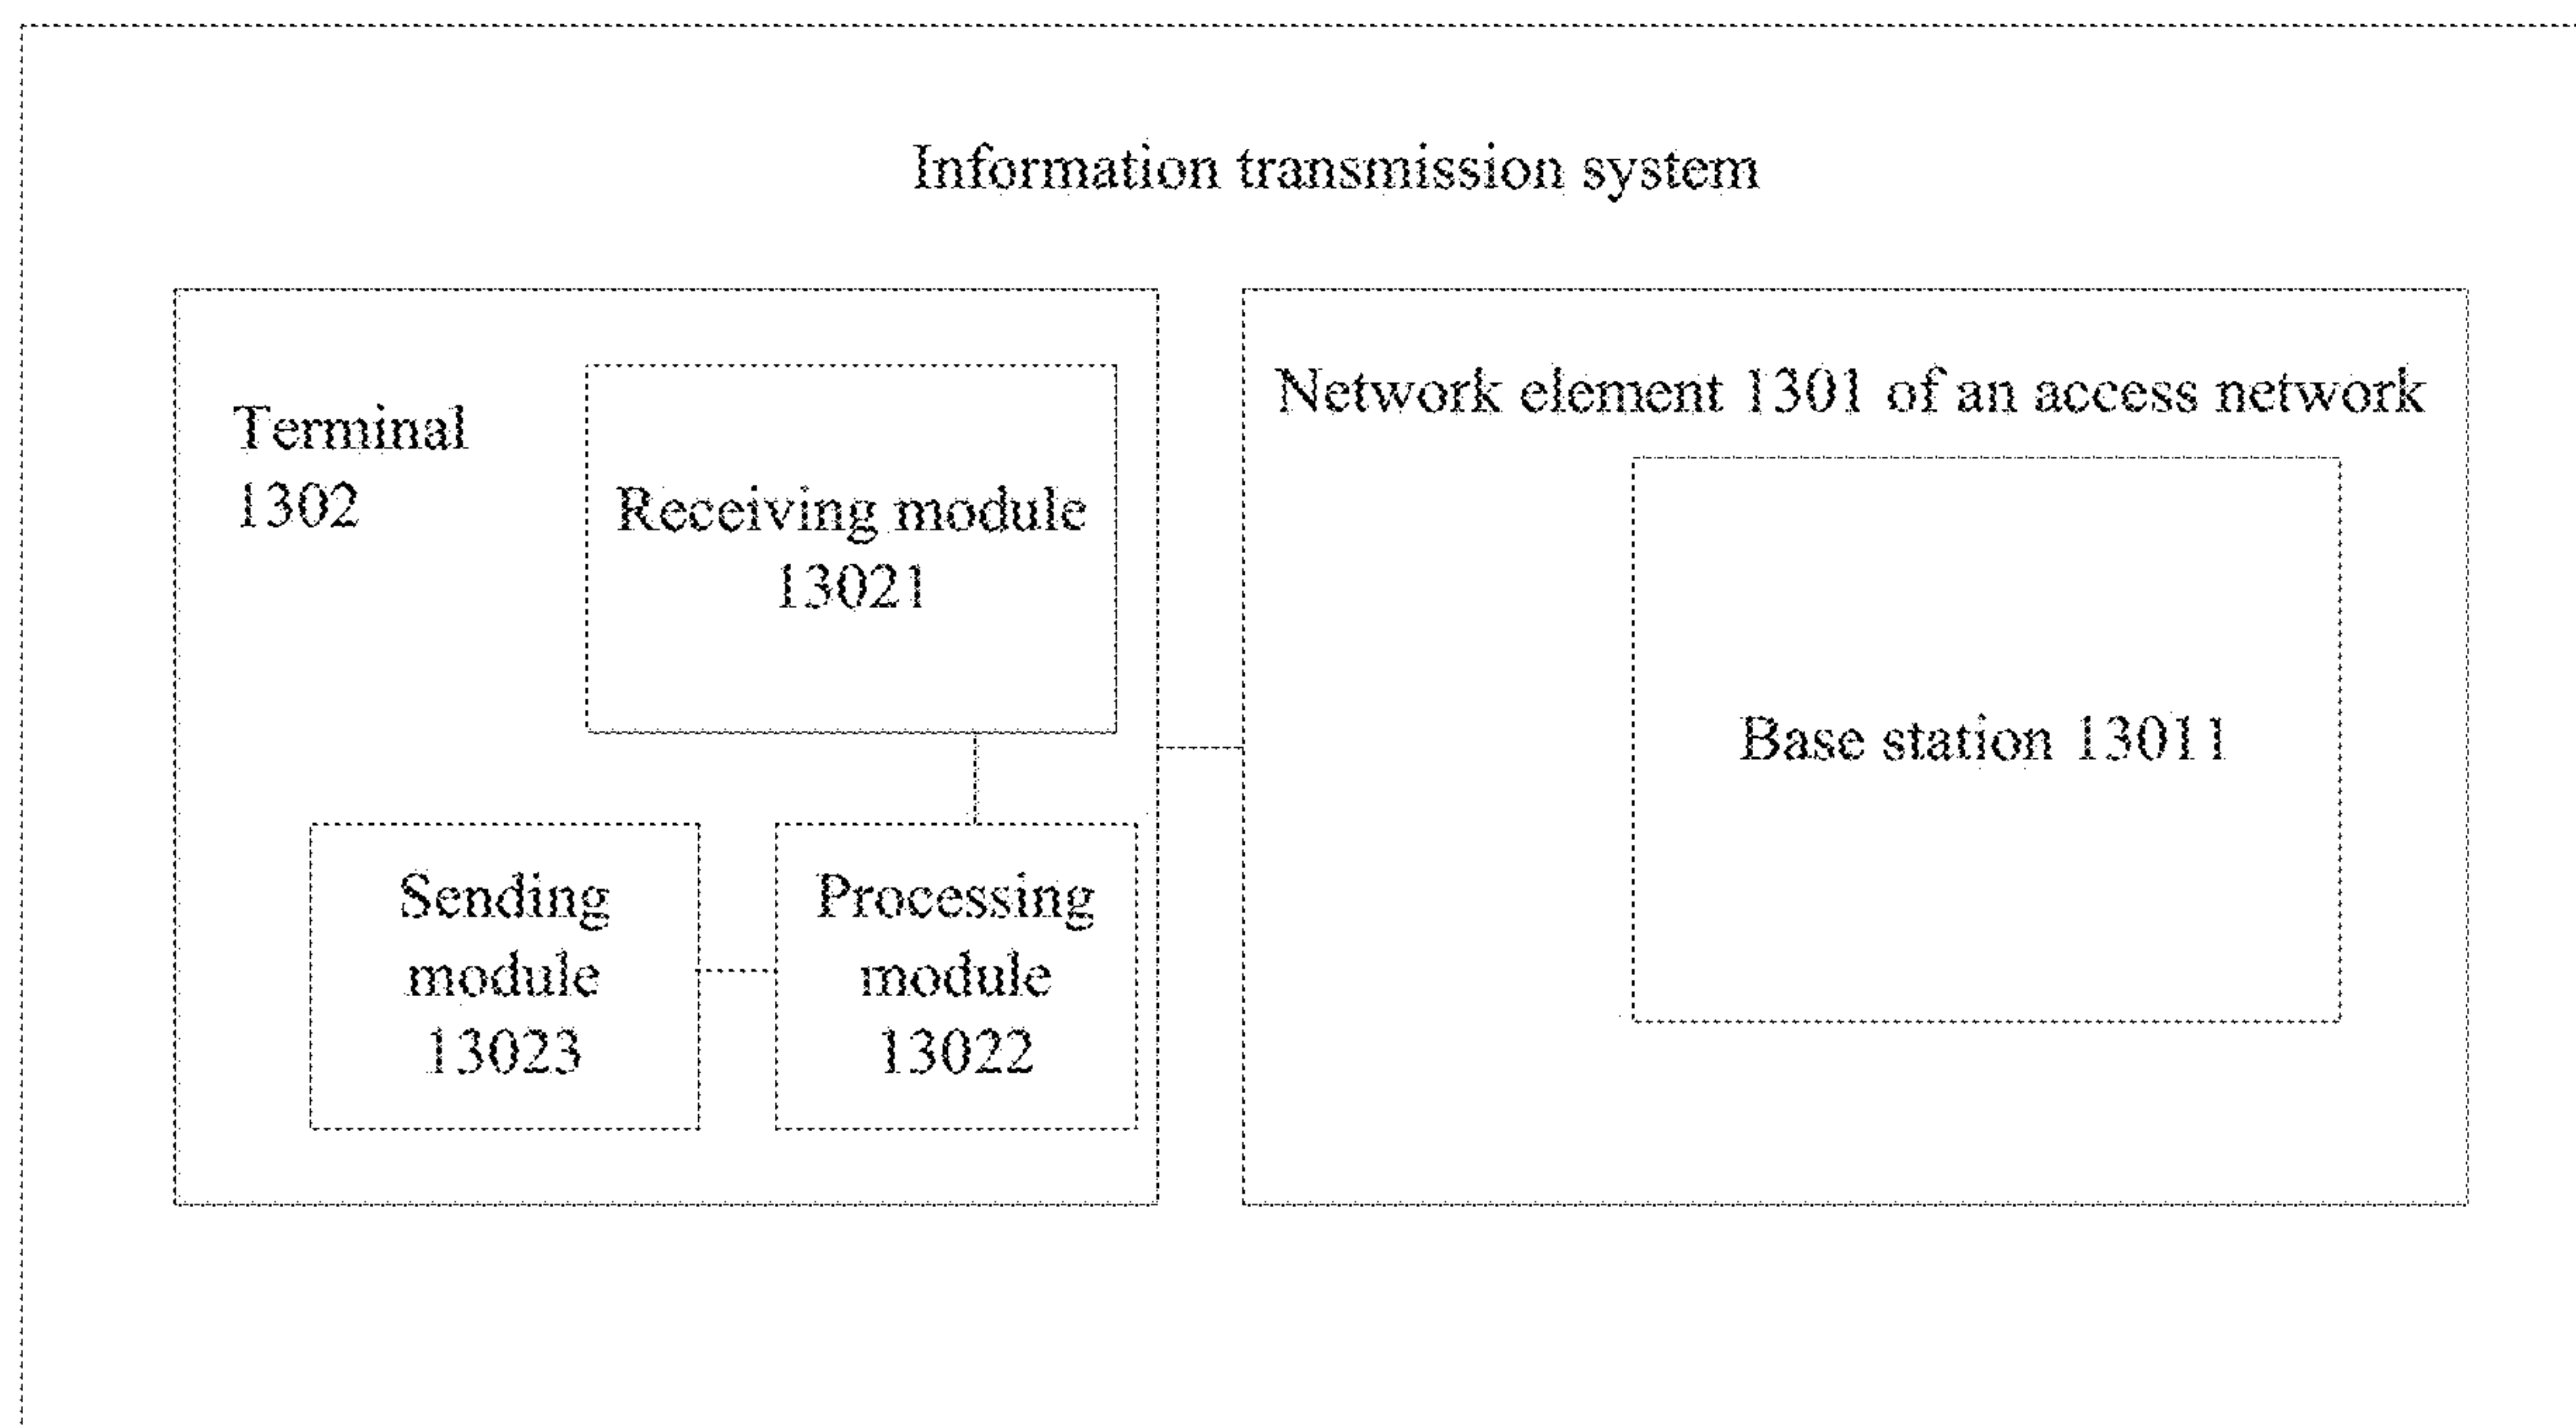 Information transmission system
Terminal
1302
Receiving module
13021
Sending
module
13023
Processing
module
13022
Network element 1301 of an access network
Base station 13011